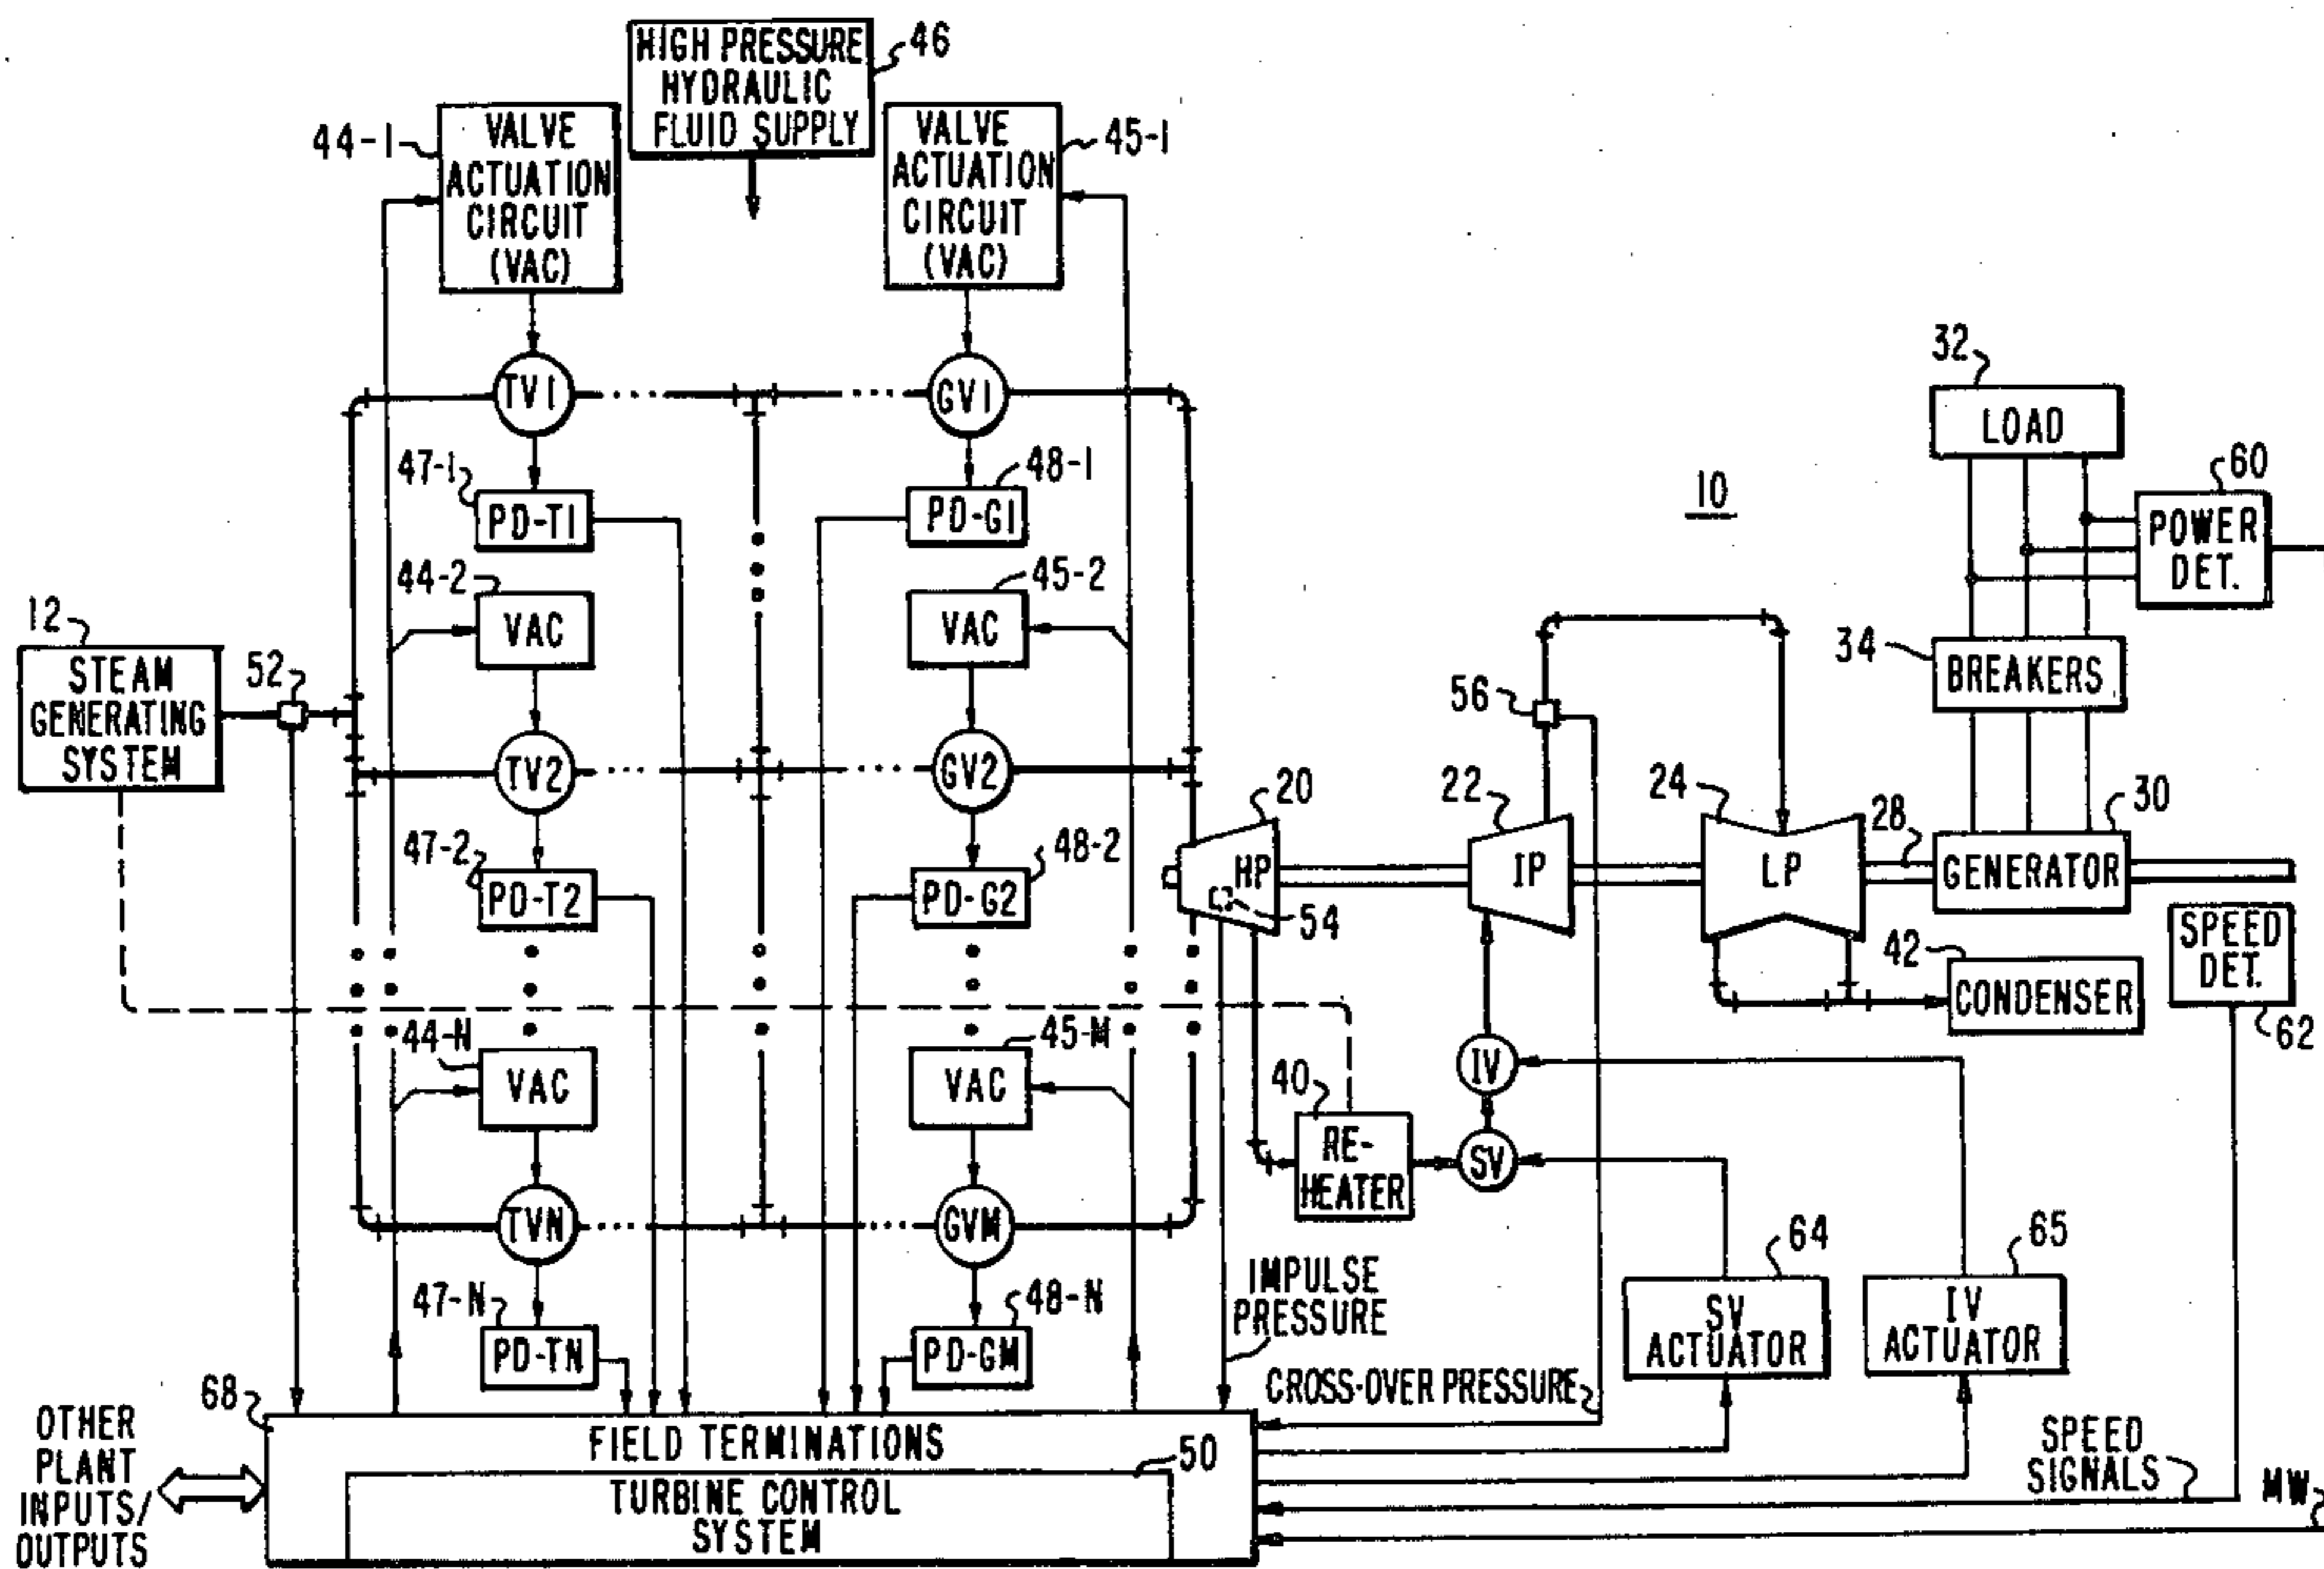 HIGH PRESSURE
HYDRAULIC
FLUID SUPPLY
46
44-1
VALVE
ACTUATION
CIRCUIT
(VAC)
VALVE
ACTUATION
CIRCUIT
(VAC)
45-1
TV1
GV1
47-1
PD-T1
48-1
PD-G1
10
32
LOAD
60
POWER
DET.
44-2
VAC
45-2
VAC
12
STEAM
GENERATING
SYSTEM
52
34
BREAKERS
56
TV2
GV2
20
22
24
28
30
HP
IP
LP
GENERATOR
47-2
PD-T2
48-2
PD-G2
54
SPEED
DET.
62
42
CONDENSER
44-N
VAC
45-M
VAC
IV
40
RE-
HEATER
SV
TVN
GVM
64
SV
ACTUATOR
65
IV
ACTUATOR
47-N
PD-TN
48-N
PD-GM
IMPULSE
PRESSURE
CROSS-OVER PRESSURE
68
FIELD TERMINATIONS
50
TURBINE CONTROL
SYSTEM
OTHER
PLANT
INPUTS/
OUTPUTS
SPEED
SIGNALS
MW